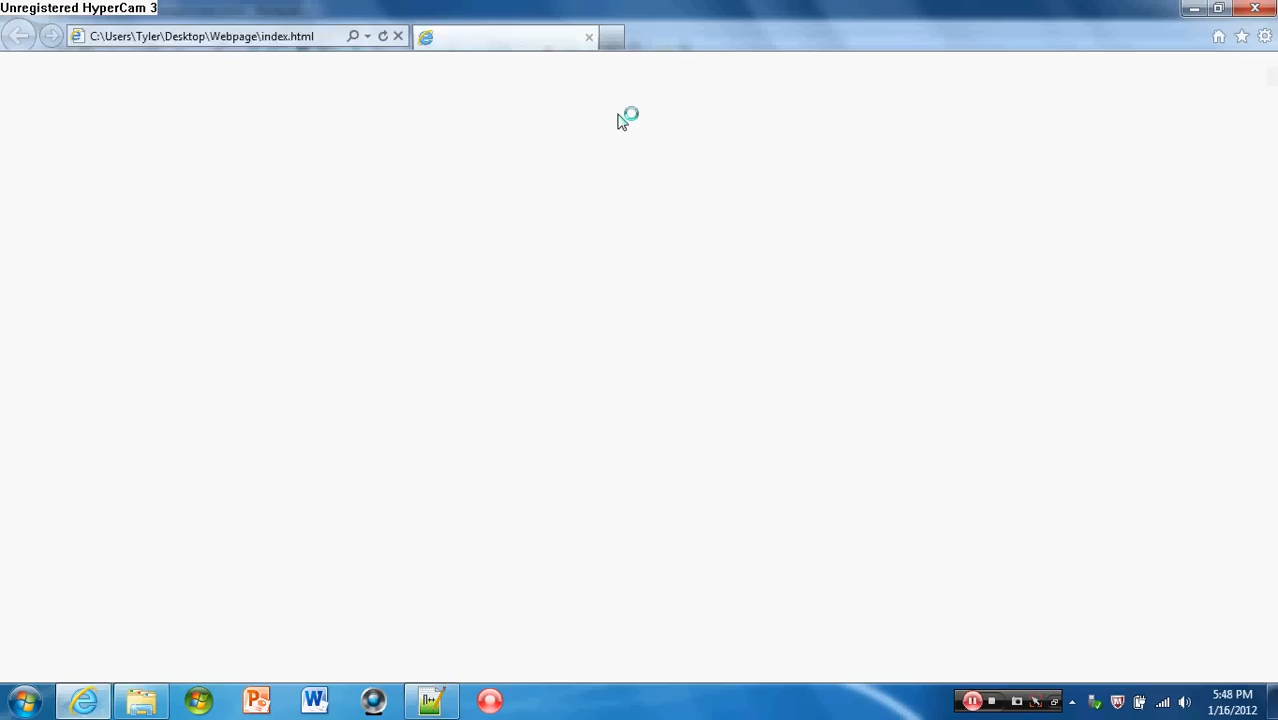 Unregistered HyperCam 3
C:\Users\Tyler\Desktop\Webpage\index.html
5:48 PM
1/16/2012